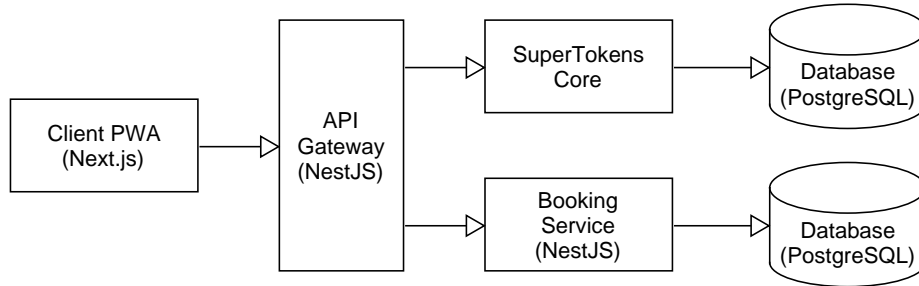 Client PWA
(Next.js)
API
Gateway
(NestJS)
SuperTokens
Core
Database
(PostgreSQL)
Booking
Service
(NestJS)
Database
(PostgreSQL)